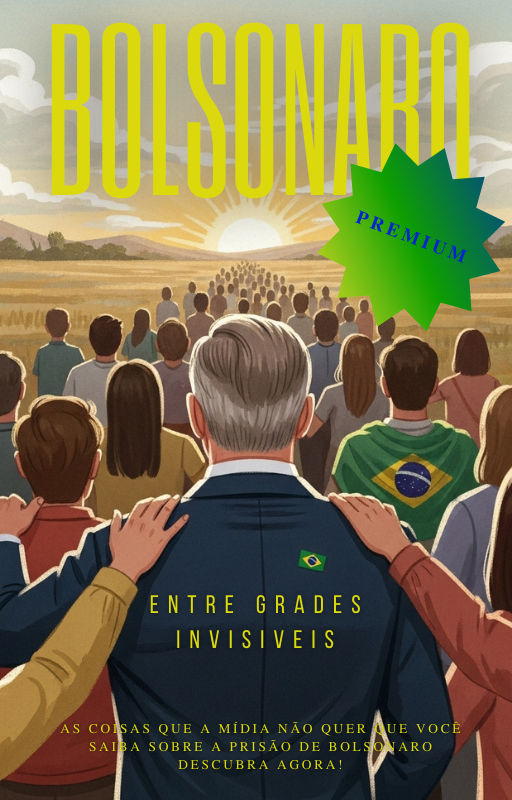 BOLSONARO
PREMIUM
ENTRE GRADES
INVISIVEIS
AS COISAS QUE A MÍDIA NÃO QUER QUE VOCÊ
SAIBA SOBRE A PRISÃO DE BOLSONARO
DESCUBRA AGORA!